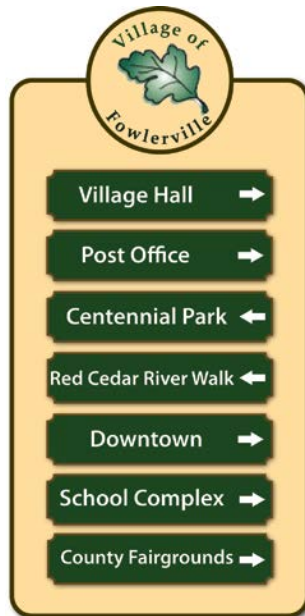 Village of
Fowlerville
Village Hall
Post Office
Centennial Park
Red Cedar River Walk
Downtown
School Complex
County Fairgrounds